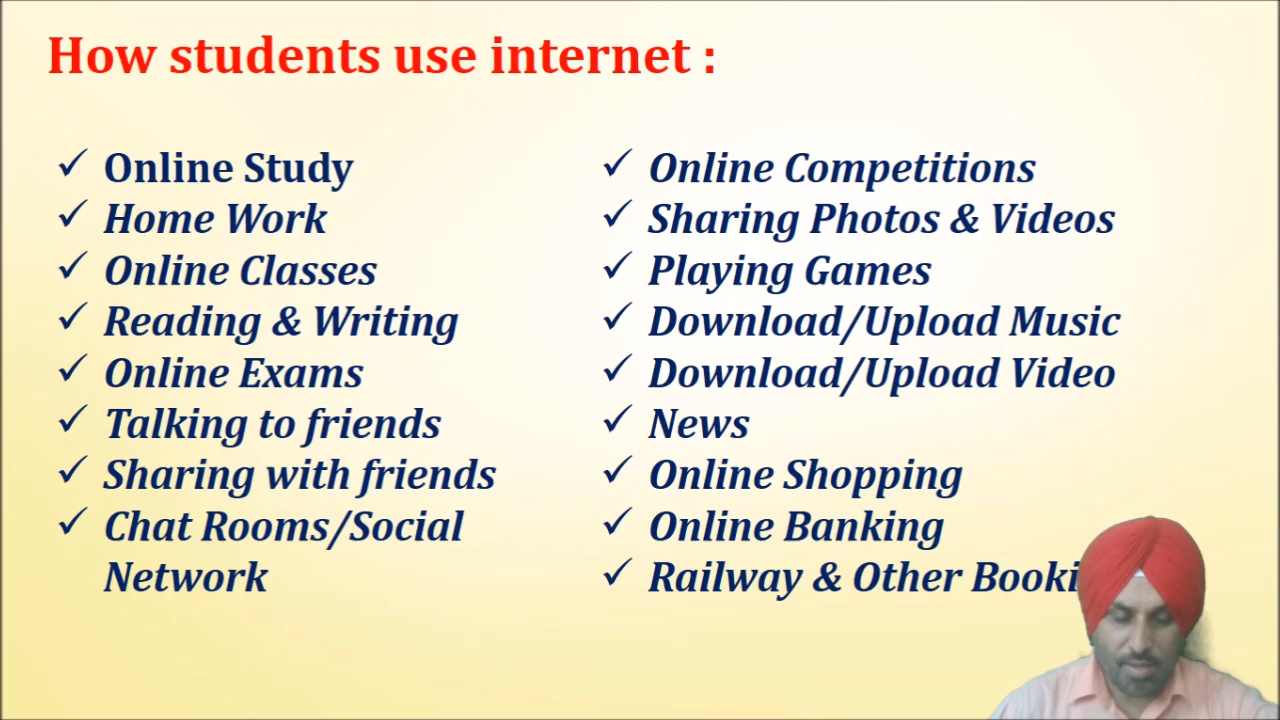 How students use internet :
Online Study
Home Work
Online Classes
Reading & Writing
Online Exams
Talking to friends
Sharing with friends
Chat Rooms/Social
Network
Online Competitions
Sharing Photos & Videos
Playing Games
Download/Upload Music
Download/Upload Video
News
Online Shopping
Online Banking
Railway & Other